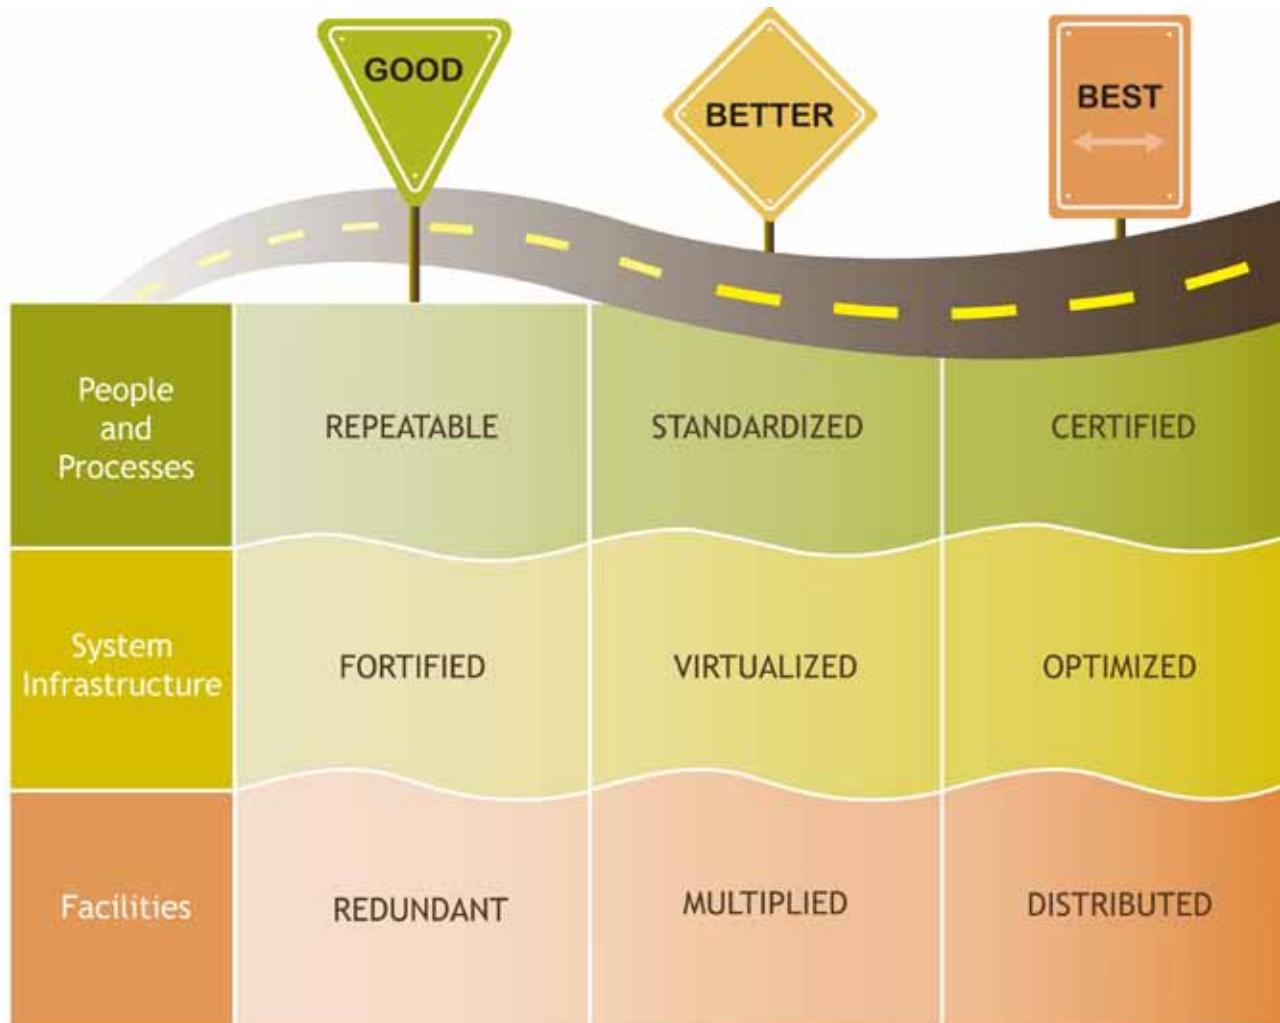 GOOD
BETTER
BEST
People
and
Processes
REPEATABLE
STANDARDIZED
CERTIFIED
System
Infrastructure
FORTIFIED
VIRTUALIZED
OPTIMIZED
Facilities
REDUNDANT
MULTIPLIED
DISTRIBUTED